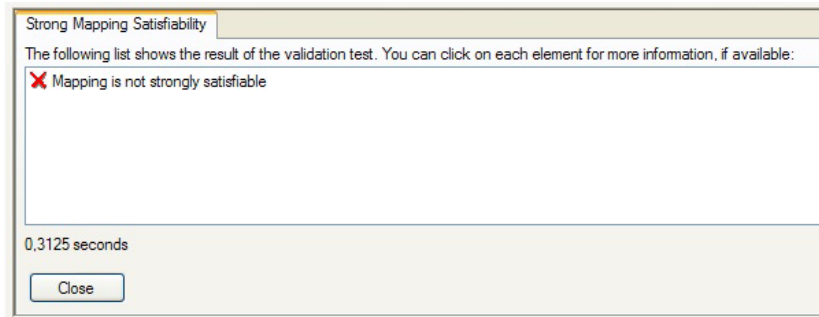 Strong Mapping Satisfiability
The following list shows the result of the validation test. You can click on each element for more information, if available:
Mapping is not strongly satisfiable
0,3125 seconds
Close